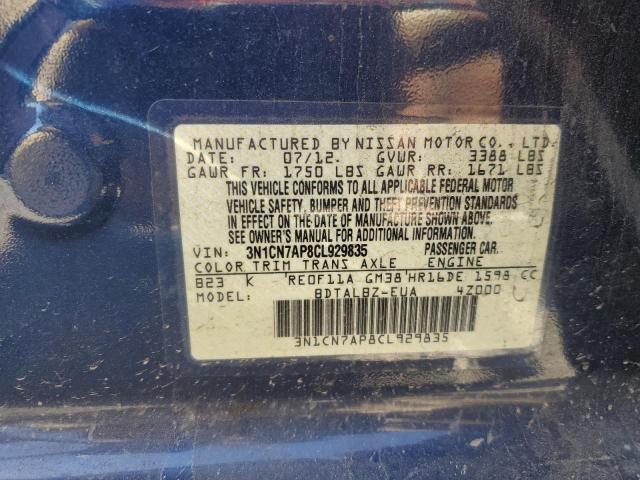 MANUFACTURED BY NISSAN MOTOR CO., LTD.
DATE: 07/12. GVWR: 3388 LBS
GAWR FR: 1750 LBS GAWR RR: 1671 LBS
THIS VEHICLE CONFORMS TO ALL APPLICABLE FEDERAL MOTOR
VEHICLE SAFETY, BUMPER AND THEFT PREVENTION STANDARDS
IN EFFECT ON THE DATE OF MANUFACTURE SHOWN ABOVE.
SEE OWNER'S MANUAL FOR ADDITIONAL INFORMATION.
VIN: 3N1CN7AP8CL929835 PASSENGER CAR.
COLOR TRIM TRANS AXLE ENGINE
B23 K RE0F11A GM38 HR16DE 1598 CC
MODEL: BDTALBZ-EUA 4Z000
3N1CN7AP8CL929835